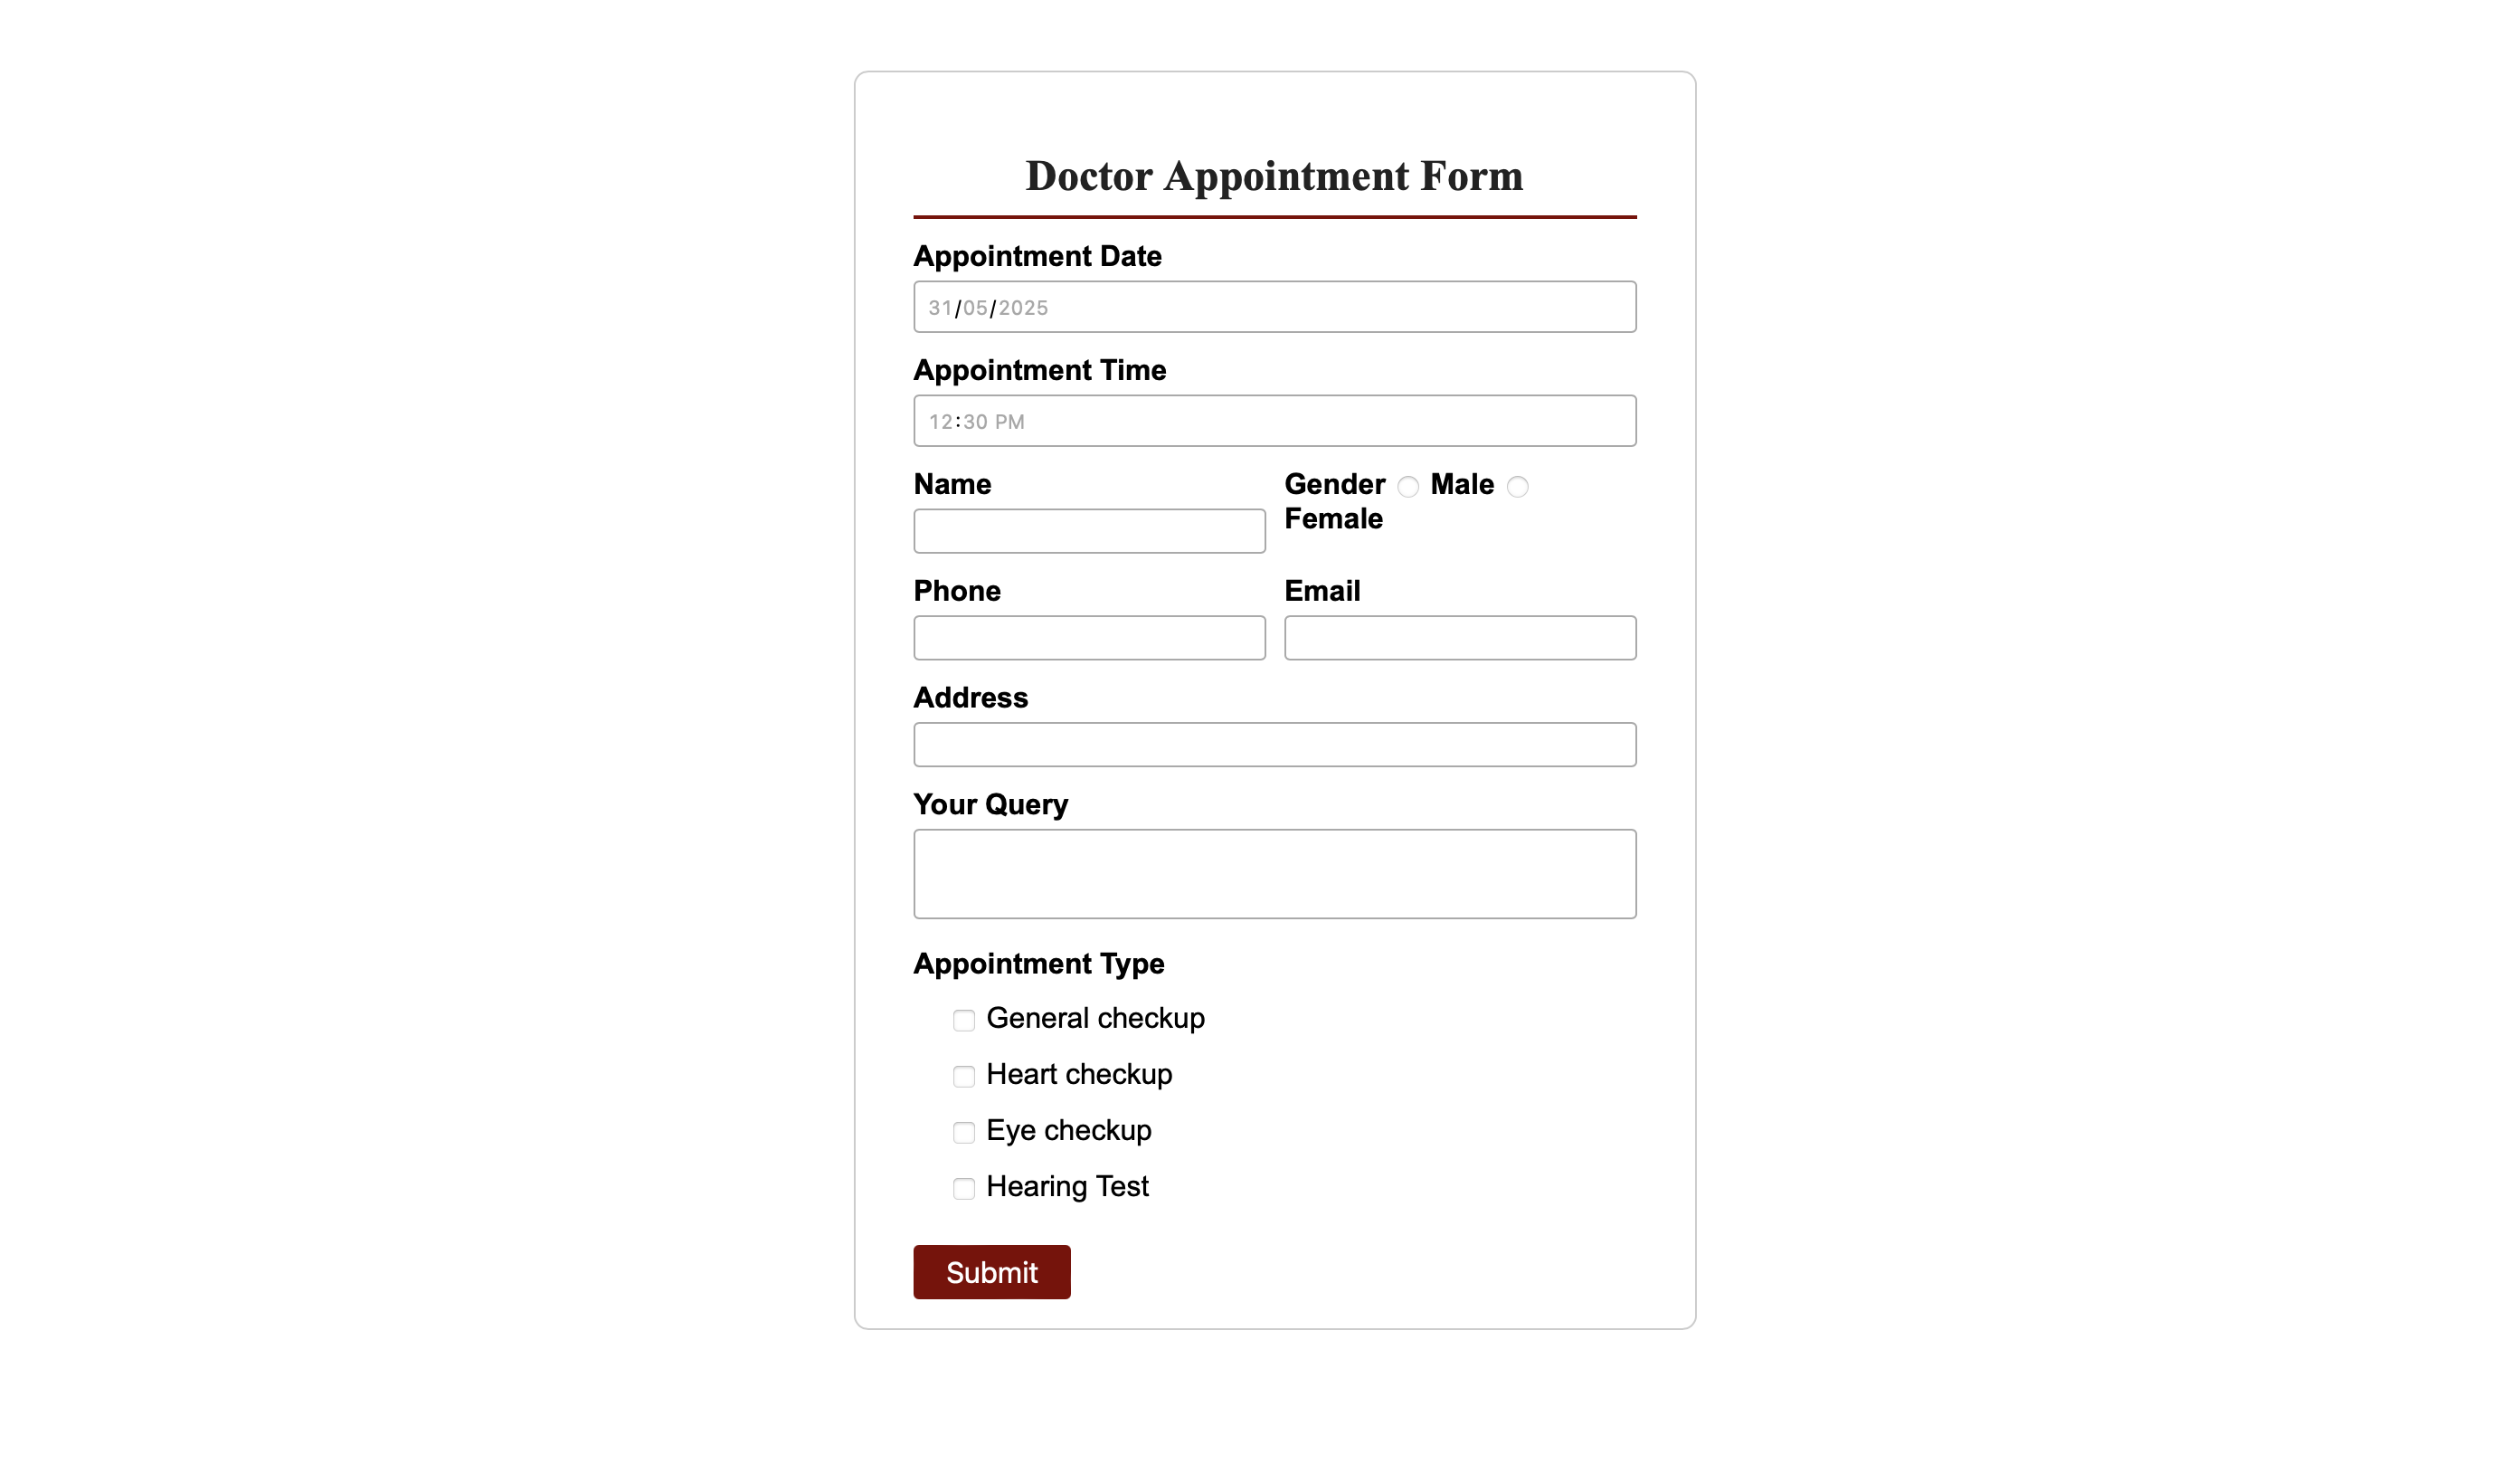 Doctor Appointment Form
Appointment Date
31/05/2025
Appointment Time
12:30 PM
Name
Gender Male
Female
Phone
Email
Address
Your Query
Appointment Type
General checkup
Heart checkup
Eye checkup
Hearing Test
Submit